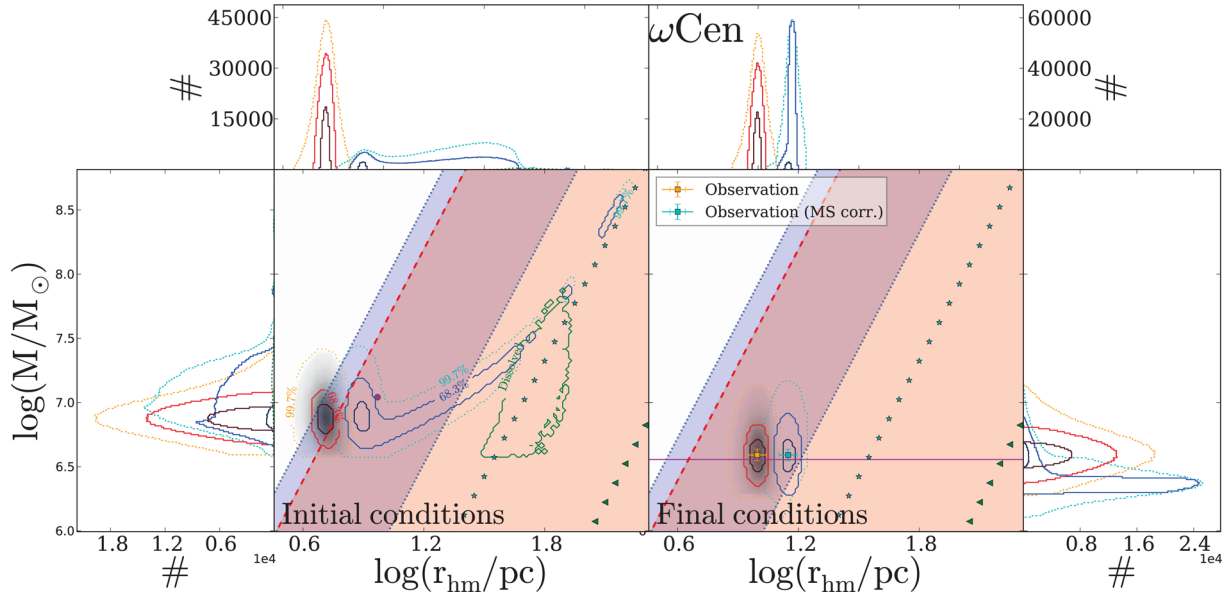 45000
30000
15000
#
ωCen
60000
40000
20000
#
8.5
8.0
7.5
7.0
6.5
6.0
log(M/M⊙)
99.7%
99.7%
68.3%
Dissolved
Initial conditions
Observation
Observation (MS corr.)
Final conditions
1.8 1.2 0.6
1e4
#
0.6 1.2 1.8
log(rhm/pc)
0.6 1.2 1.8
log(rhm/pc)
0.8 1.6 2.4
1e4
#